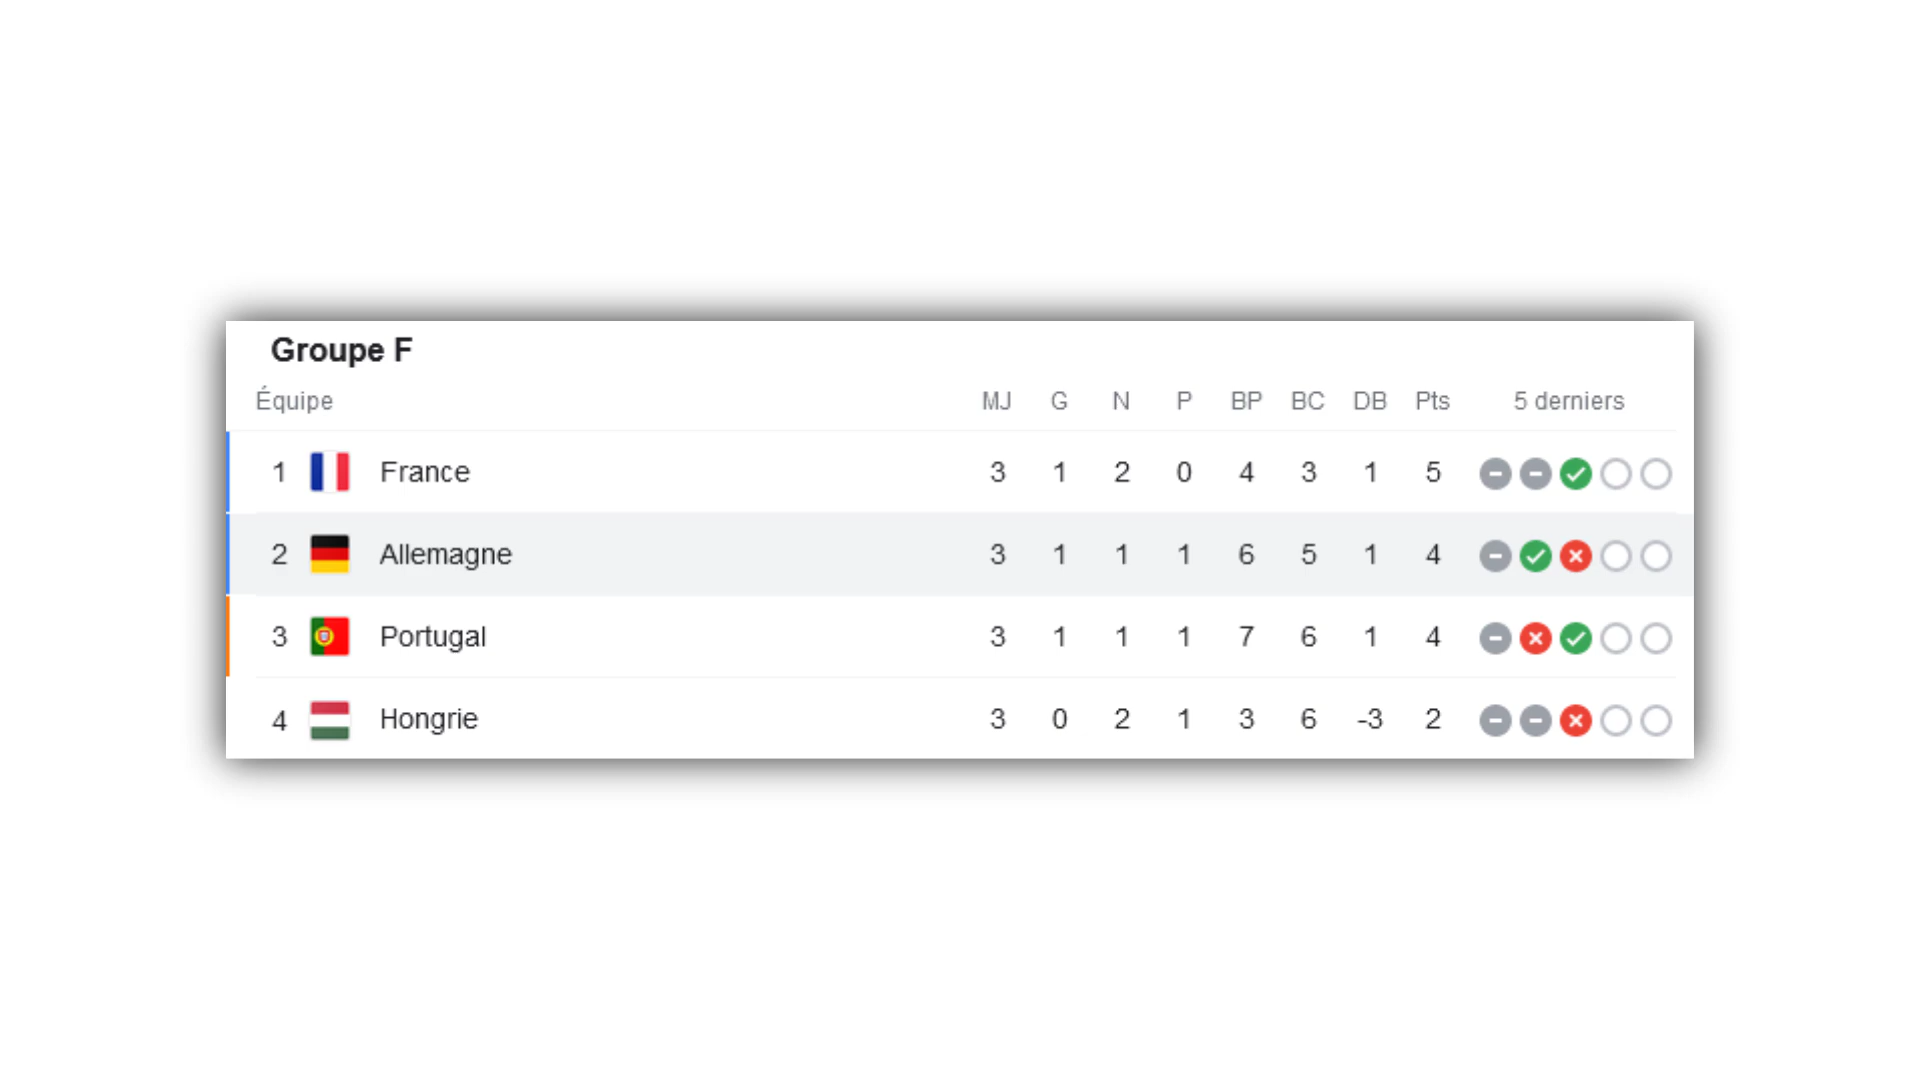 Groupe F
Équipe MJ G N P BP BC DB Pts 5 derniers
1 France 3 1 2 0 4 3 1 5
2 Allemagne 3 1 1 1 6 5 1 4
3 Portugal 3 1 1 1 7 6 1 4
4 Hongrie 3 0 2 1 3 6 -3 2